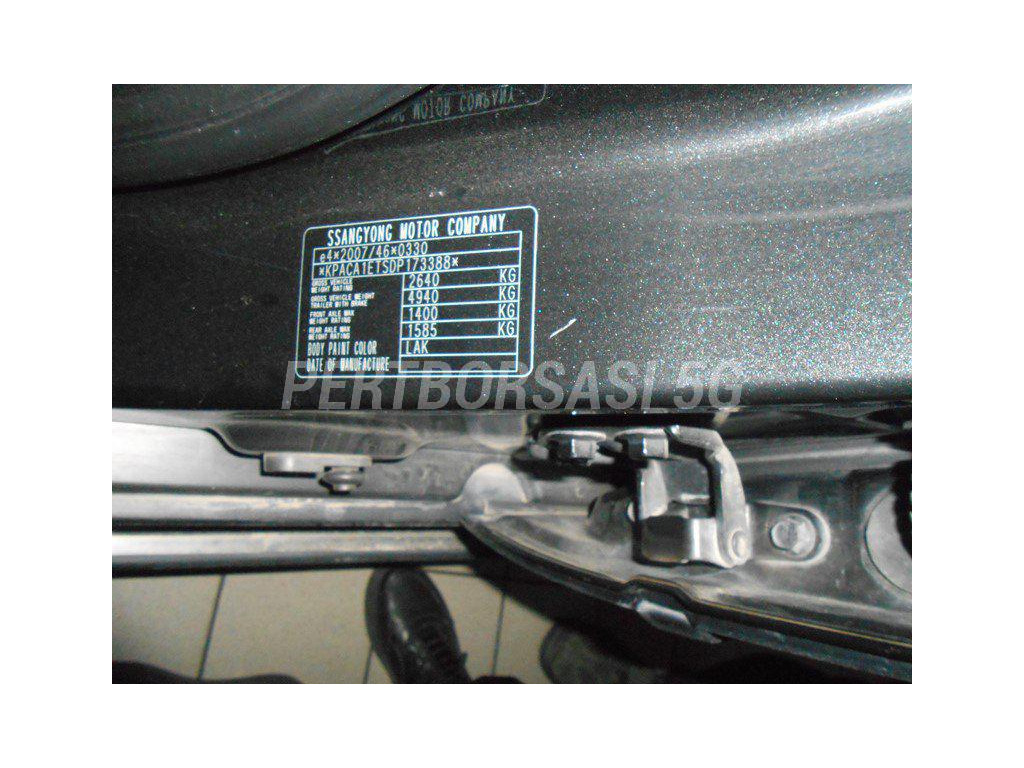 MOTOR COMPANY
SSANGYONG MOTOR COMPANY
e4*2007/46*0330
*KPACA1ETSDP173388*
GROSS VEHICLE WEIGHT RATING 2640 KG
GROSS VEHICLE WEIGHT TRAILER WITH BRAKE 4940 KG
FRONT AXLE MAX WEIGHT RATING 1400 KG
REAR AXLE MAX WEIGHT RATING 1585 KG
BODY PAINT COLOR LAK
DATE OF MANUFACTURE
PERTBORSASI 5G